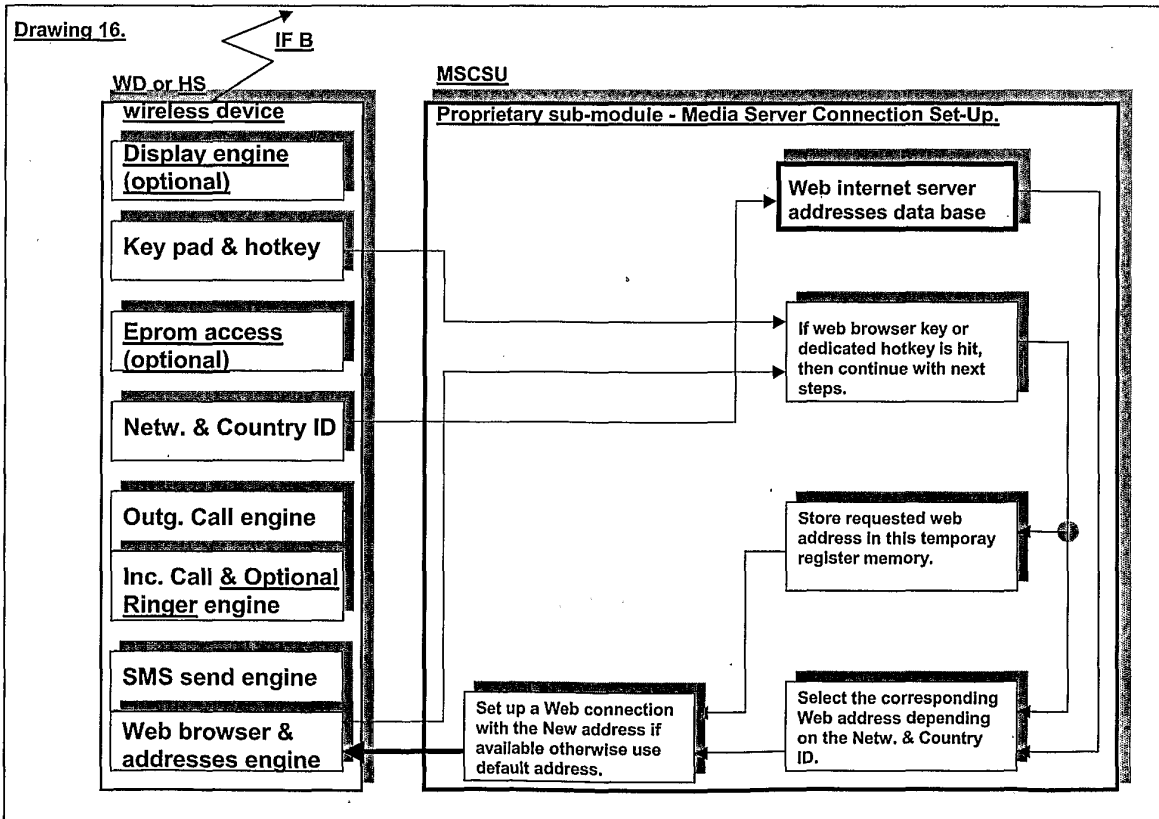 Drawing 16.
IF B
WD or HS
wireless device
Display engine
(optional)
Key pad & hotkey
Eprom access
(optional)
Netw. & Country ID
Outg. Call engine
Inc. Call & Optional
Ringer engine
SMS send engine
Web browser &
addresses engine
MSCSU
Proprietary sub-module - Media Server Connection Set-Up.
Web internet server
addresses data base
If web browser key or
dedicated hotkey is hit,
then continue with next
steps.
Store requested web
address in this temporay
register memory.
Select the corresponding
Web address depending
on the Netw. & Country
ID.
Set up a Web connection
with the New address if
available otherwise use
default address.